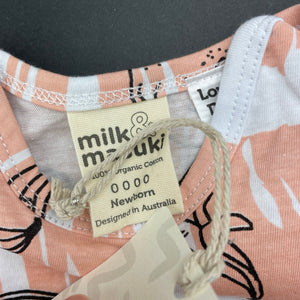 milk &
masuki
100% Organic Cotton
0000
Newborn
Designed in Australia